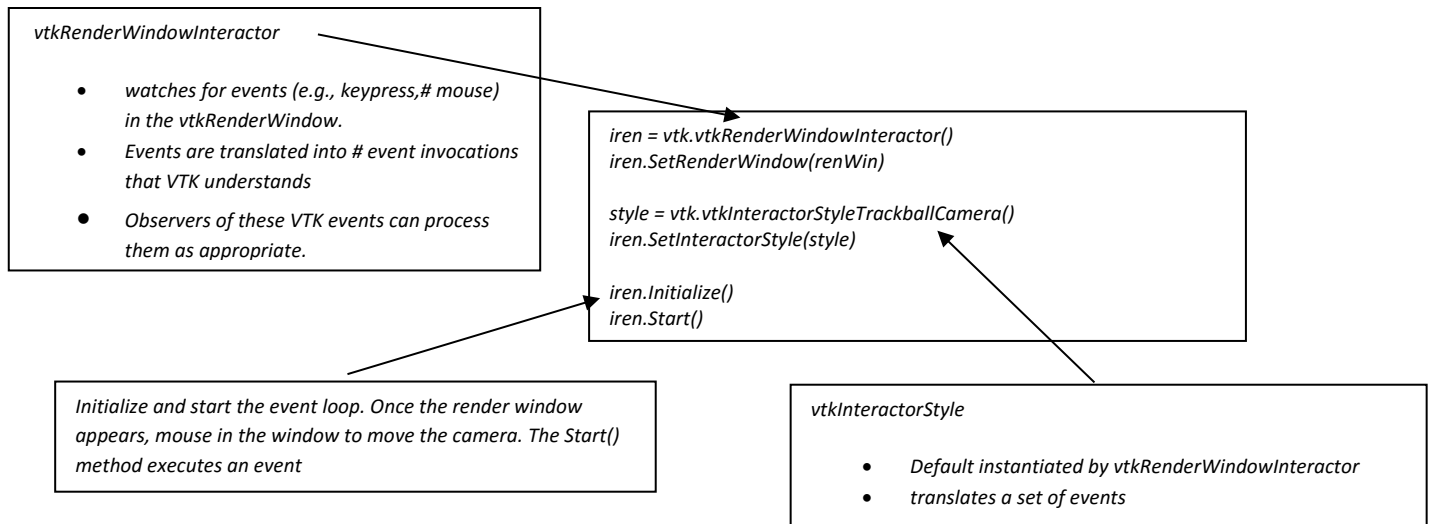 vtkRenderWindowInteractor
• watches for events (e.g., keypress,# mouse)
in the vtkRenderWindow.
• Events are translated into # event invocations
that VTK understands
• Observers of these VTK events can process
them as appropriate.
iren = vtk.vtkRenderWindowInteractor()
iren.SetRenderWindow(renWin)
style = vtk.vtkInteractorStyleTrackballCamera()
iren.SetInteractorStyle(style)
iren.Initialize()
iren.Start()
Initialize and start the event loop. Once the render window
appears, mouse in the window to move the camera. The Start()
method executes an event
vtkInteractorStyle
• Default instantiated by vtkRenderWindowInteractor
• translates a set of events